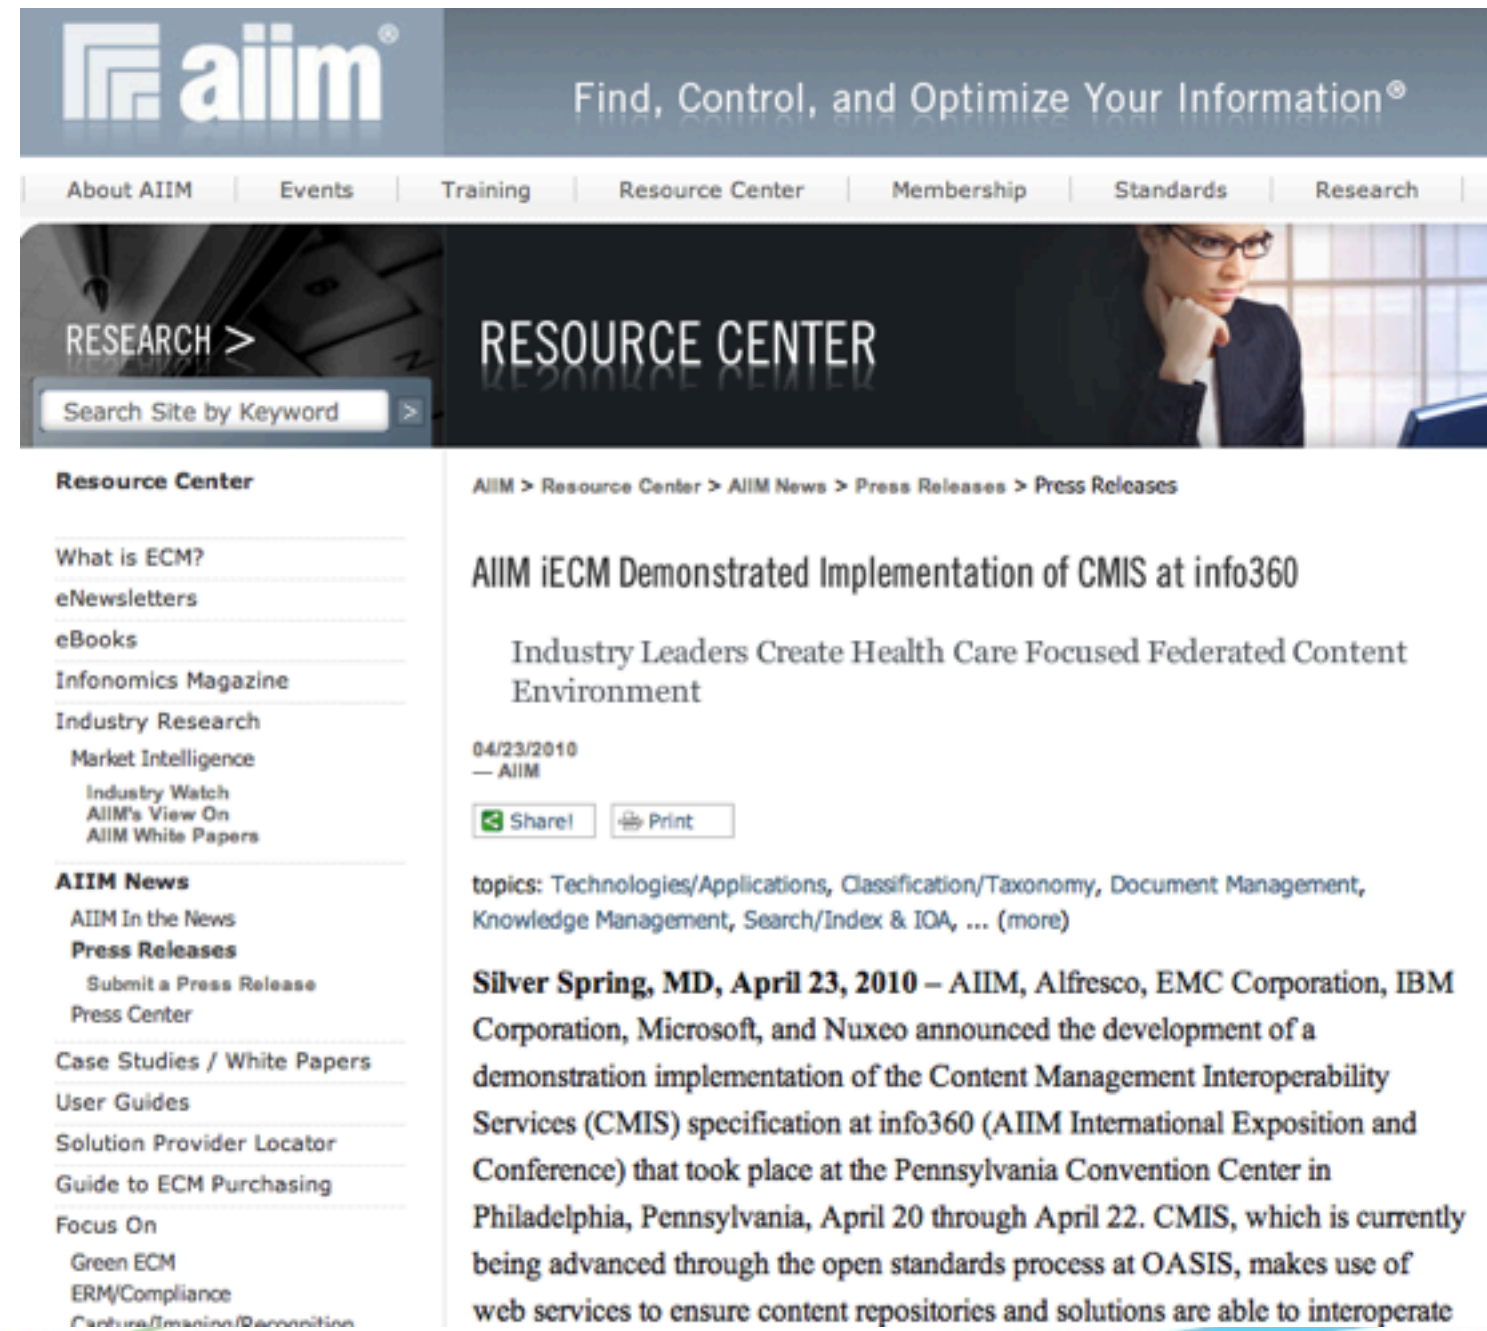 aiim®
Find, Control, and Optimize Your Information®
About AIIM
Events
Training
Resource Center
Membership
Standards
Research
RESEARCH >
Search Site by Keyword
>
RESOURCE CENTER
Resource Center
What is ECM?
eNewsletters
eBooks
Infonomics Magazine
Industry Research
Market Intelligence
Industry Watch
AIIM's View On
AIIM White Papers
AIIM News
AIIM In the News
Press Releases
Submit a Press Release
Press Center
Case Studies / White Papers
User Guides
Solution Provider Locator
Guide to ECM Purchasing
Focus On
Green ECM
ERM/Compliance
Capture/Imaging/Recognition
AIIM > Resource Center > AIIM News > Press Releases > Press Releases
AIIM iECM Demonstrated Implementation of CMIS at info360
Industry Leaders Create Health Care Focused Federated Content
Environment
04/23/2010
— AIIM
Share!
Print
topics: Technologies/Applications, Classification/Taxonomy, Document Management,
Knowledge Management, Search/Index & IOA, ... (more)
Silver Spring, MD, April 23, 2010 – AIIM, Alfresco, EMC Corporation, IBM
Corporation, Microsoft, and Nuxeo announced the development of a
demonstration implementation of the Content Management Interoperability
Services (CMIS) specification at info360 (AIIM International Exposition and
Conference) that took place at the Pennsylvania Convention Center in
Philadelphia, Pennsylvania, April 20 through April 22. CMIS, which is currently
being advanced through the open standards process at OASIS, makes use of
web services to ensure content repositories and solutions are able to interoperate